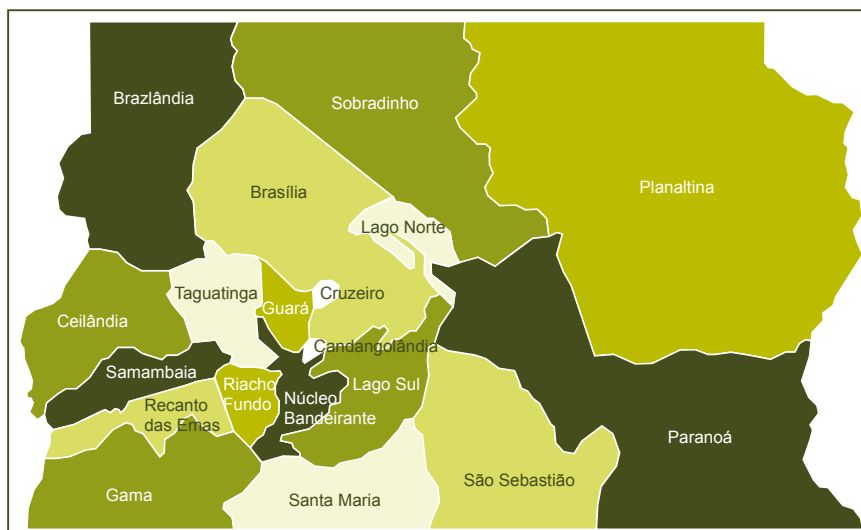 Brazlândia
Sobradinho
Planaltina
Brasília
Lago Norte
Taguatinga
Cruzeiro
Guará
Ceilândia
Candangolândia
Samambaia
Riacho
Fundo
Lago Sul
Núcleo
Bandeirante
Recanto
das Emas
Paranoá
São Sebastião
Gama
Santa Maria